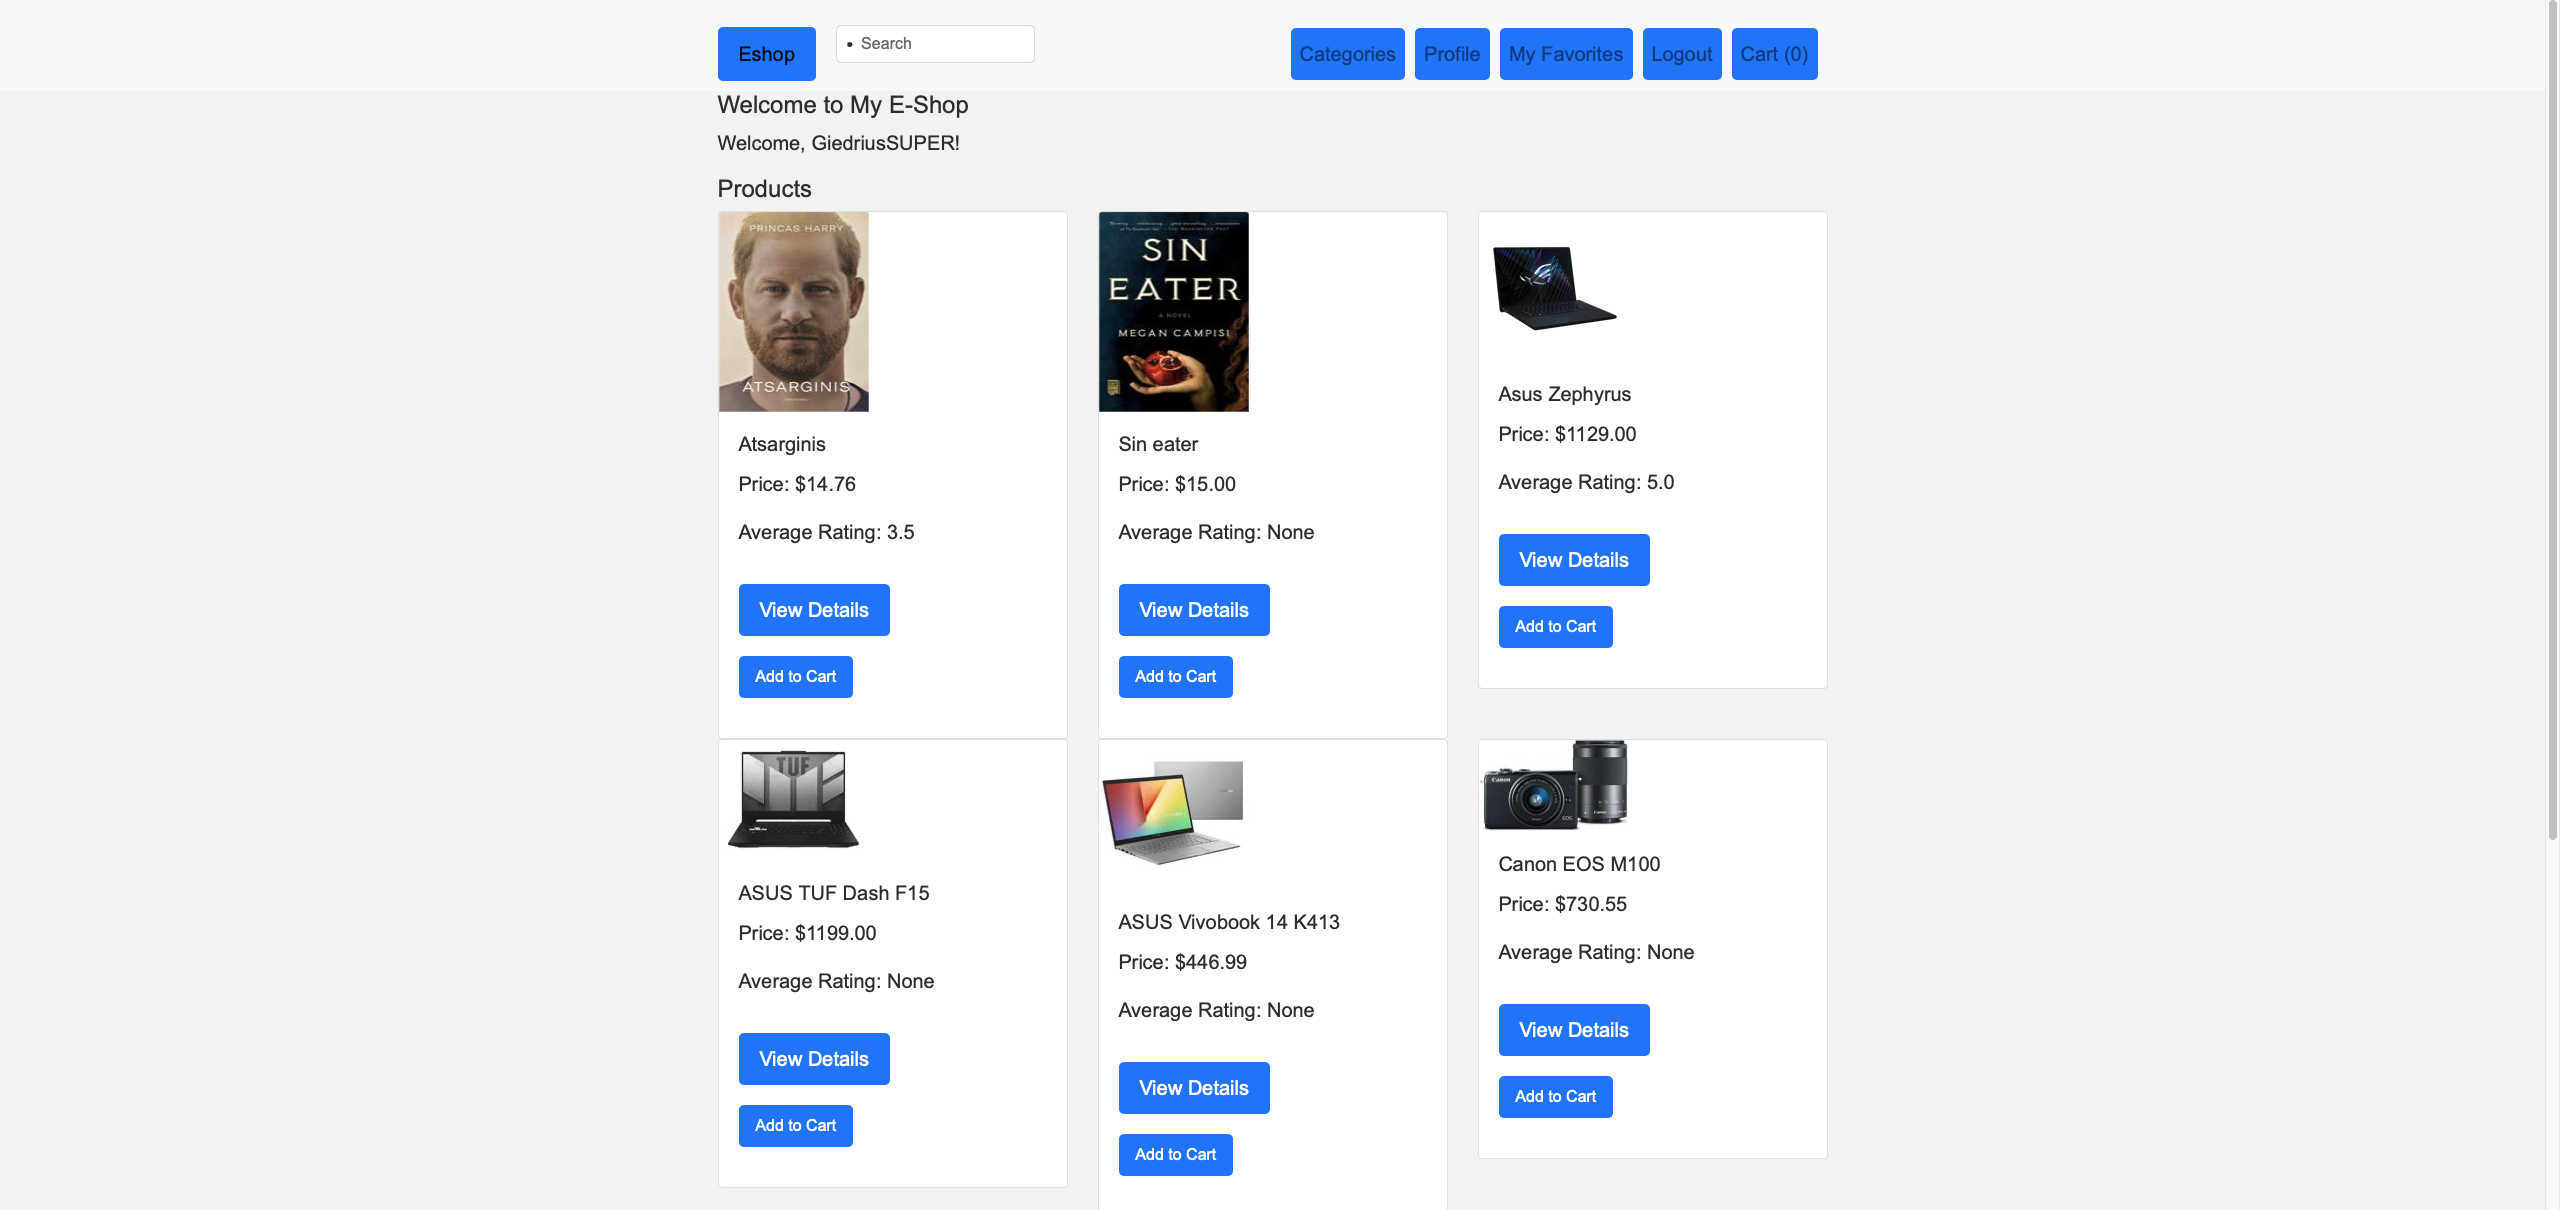 Eshop
Search
Categories
Profile
My Favorites
Logout
Cart (0)
Welcome to My E-Shop
Welcome, GiedriusSUPER!
Products
PRINCAS HARRY
ATSARGINIS
Atsarginis
Price: $14.76
Average Rating: 3.5
View Details
Add to Cart
SIN
EATER
A NOVEL
MEGAN CAMPISI
Sin eater
Price: $15.00
Average Rating: None
View Details
Add to Cart
Asus Zephyrus
Price: $1129.00
Average Rating: 5.0
View Details
Add to Cart
TUF
ASUS TUF Dash F15
Price: $1199.00
Average Rating: None
View Details
Add to Cart
ASUS Vivobook 14 K413
Price: $446.99
Average Rating: None
View Details
Add to Cart
Canon
EOS
Canon EOS M100
Price: $730.55
Average Rating: None
View Details
Add to Cart